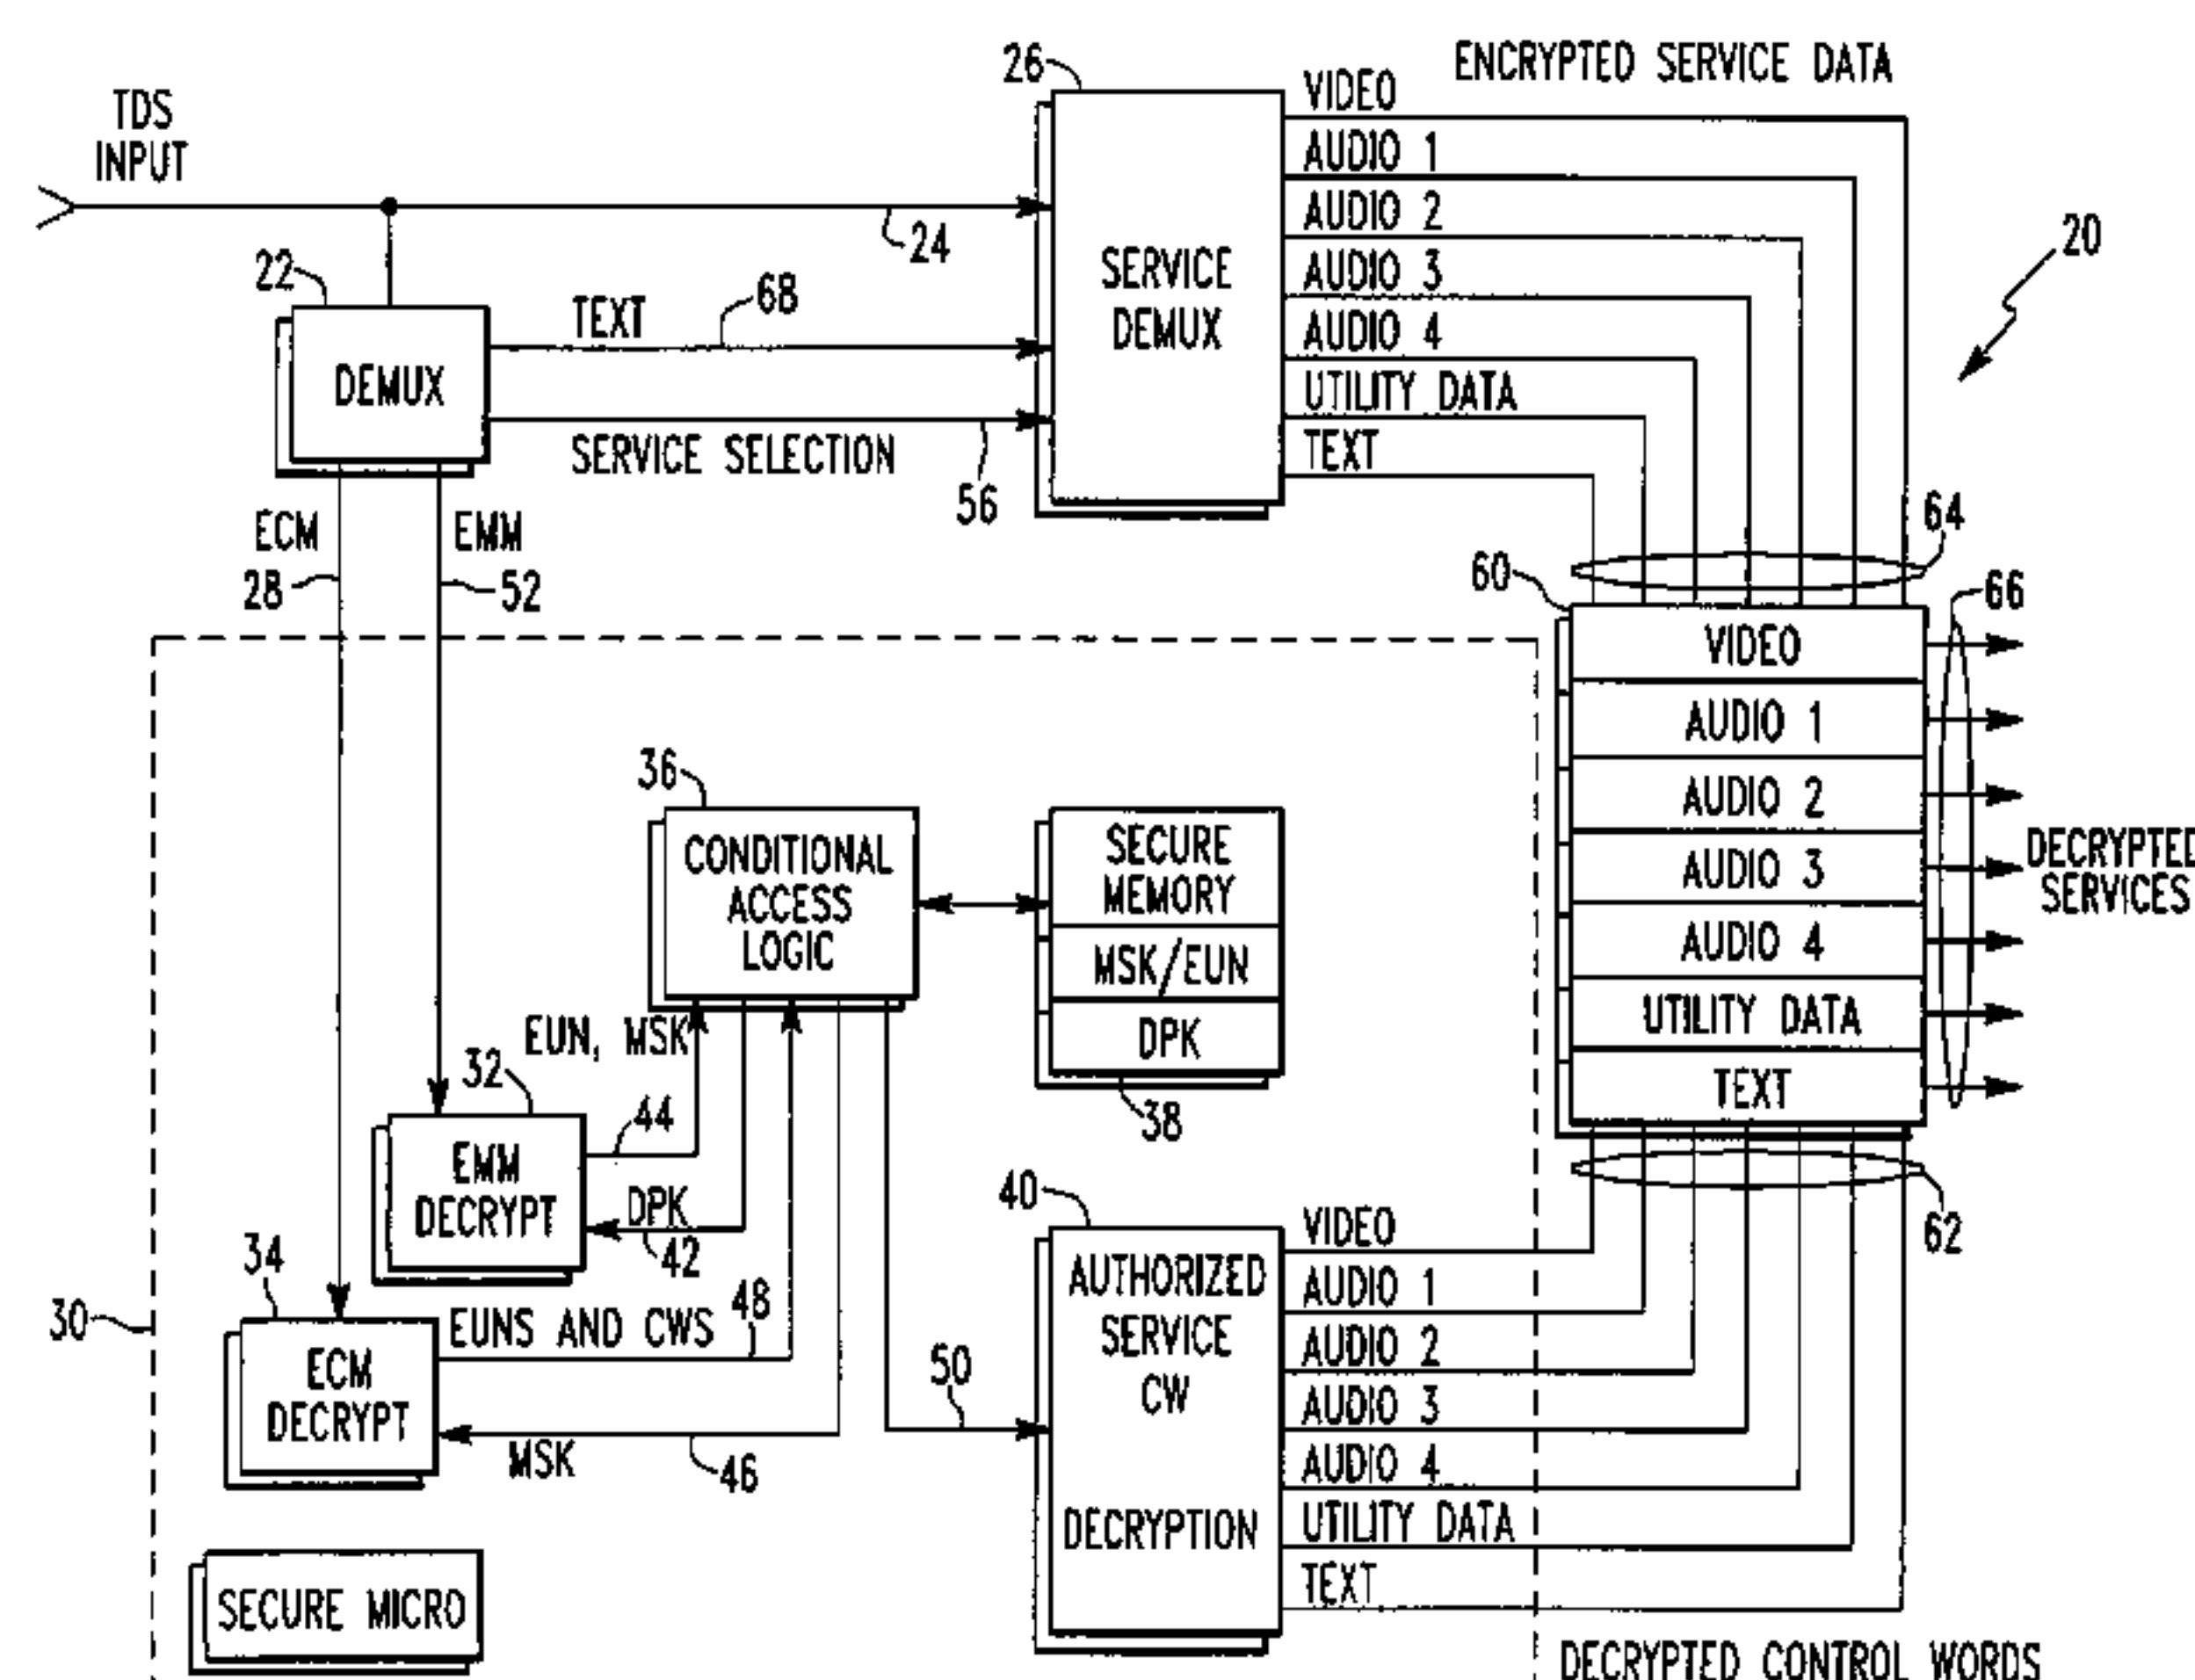 ENCRYPTED SERVICE DATA
TDS
INPUT
24
22
DEMUX
TEXT
68
SERVICE SELECTION
56
26
SERVICE
DEMUX
VIDEO
AUDIO 1
AUDIO 2
AUDIO 3
AUDIO 4
UTILITY DATA
TEXT
20
ECM
28
EMM
52
64
60
66
VIDEO
AUDIO 1
AUDIO 2
AUDIO 3
AUDIO 4
UTILITY DATA
TEXT
DECRYPTED
SERVICES
62
36
CONDITIONAL
ACCESS
LOGIC
SECURE
MEMORY
MSK/EUN
DPK
38
EUN, MSK
32
44
EMM
DECRYPT
DPK
42
34
ECM
DECRYPT
EUNS AND CWS
48
MSK
46
30
50
40
AUTHORIZED
SERVICE
CW
DECRYPTION
VIDEO
AUDIO 1
AUDIO 2
AUDIO 3
AUDIO 4
UTILITY DATA
TEXT
SECURE MICRO
DECRYPTED CONTROL WORDS